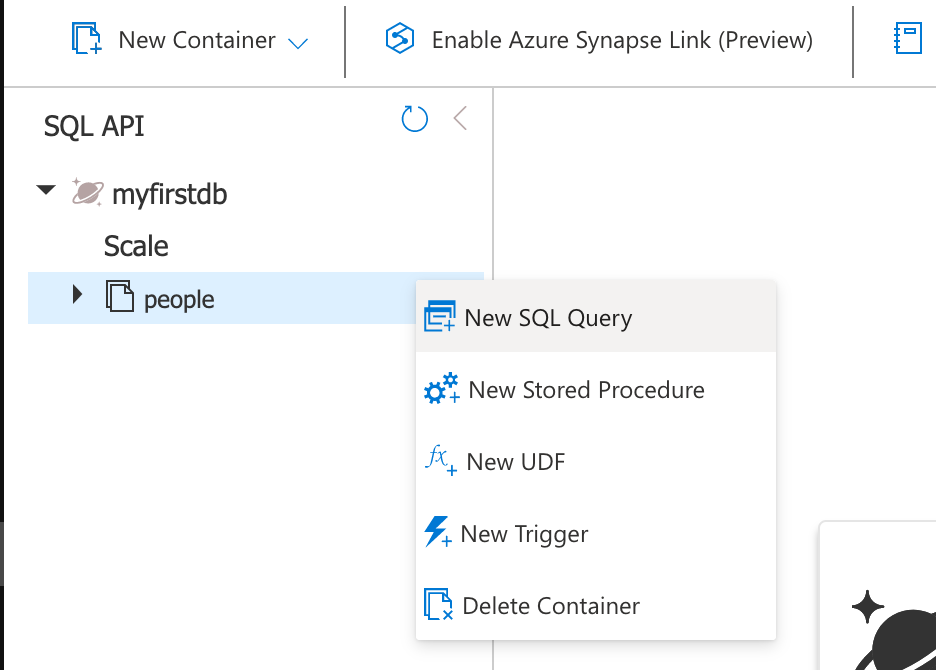 New Container
Enable Azure Synapse Link (Preview)
SQL API
myfirstdb
Scale
people
New SQL Query
New Stored Procedure
New UDF
New Trigger
Delete Container